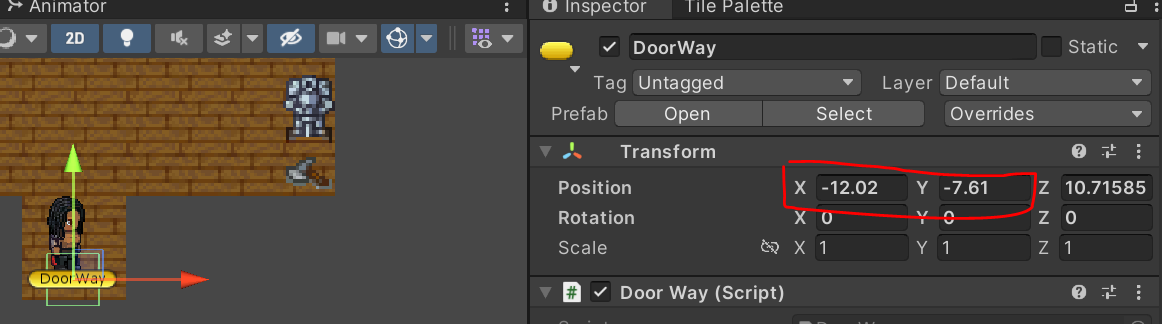 Animator
Inspector
Tile Palette
2D
DoorWay
Static
Tag Untagged Layer Default
Prefab Open Select Overrides
Transform
Position X -12.02 Y -7.61 Z 10.71585
Rotation X 0 Y 0 Z 0
Scale X 1 Y 1 Z 1
DoorWay
# Door Way (Script)